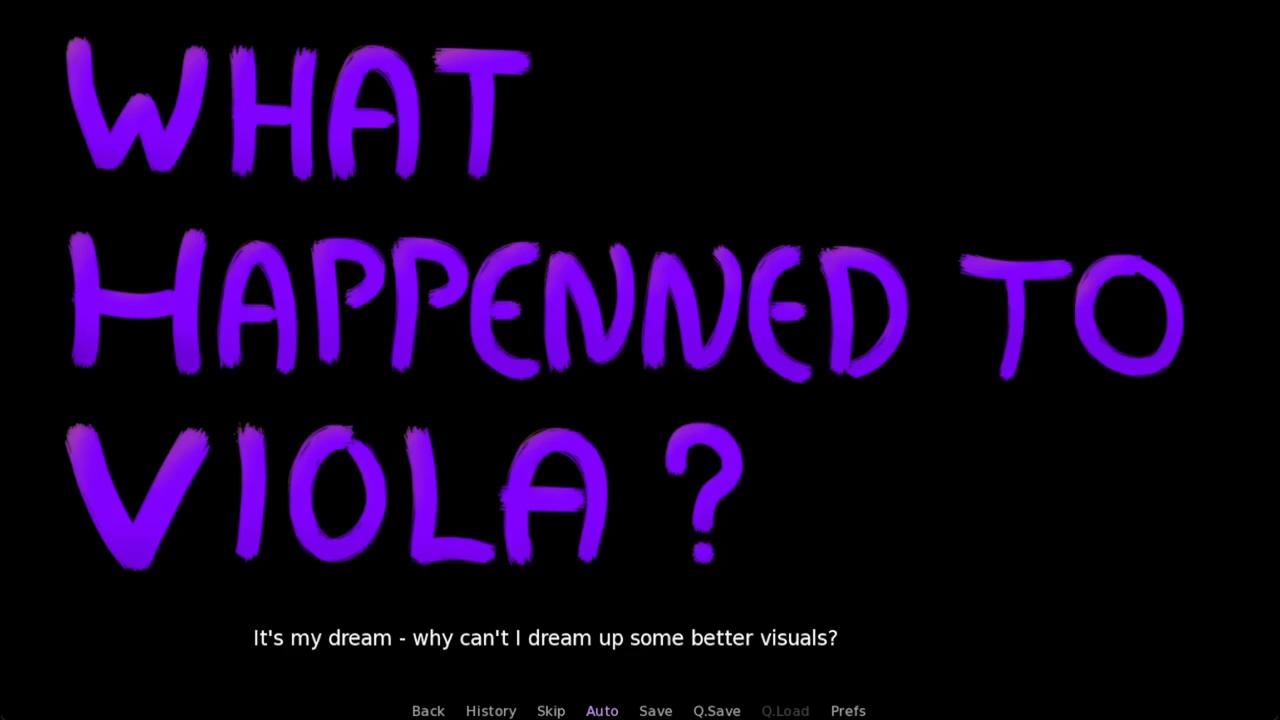 WHAT
HAPPENNED TO
VIOLA ?
It's my dream - why can't I dream up some better visuals?
Back History Skip Auto Save Q.Save Q.Load Prefs